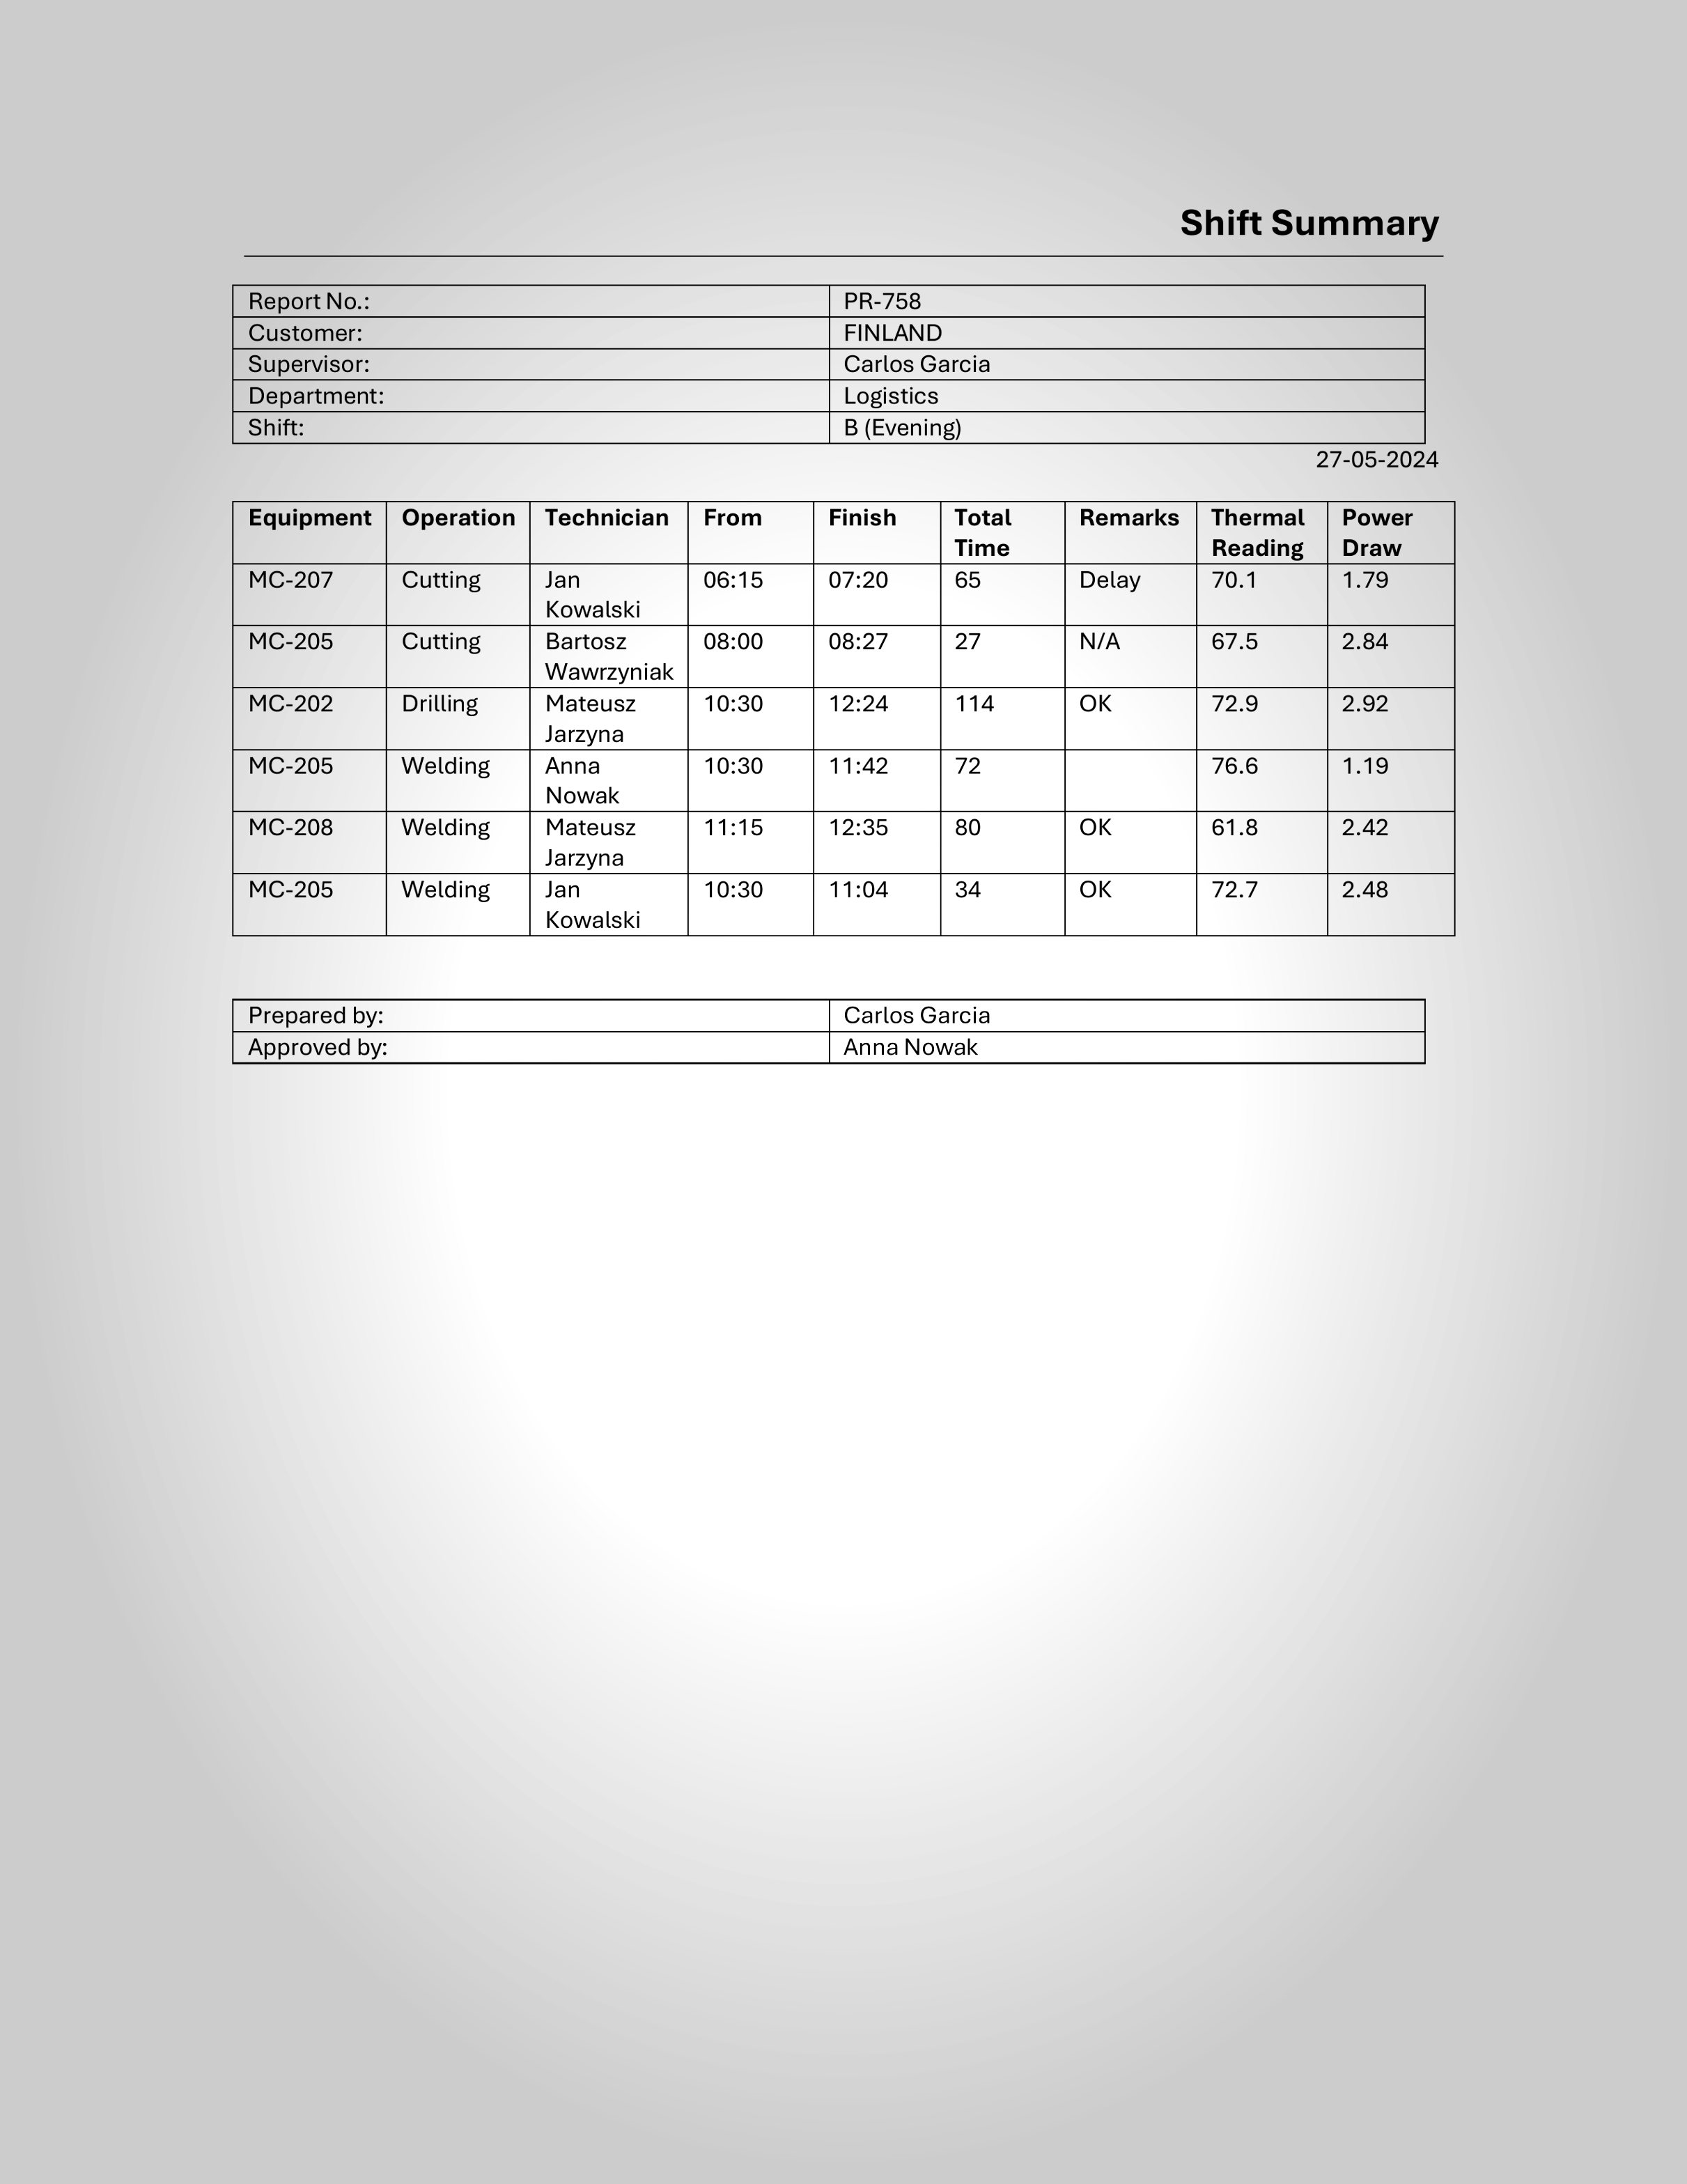 Shift Summary
Report No.: PR-758
Customer: FINLAND
Supervisor: Carlos Garcia
Department: Logistics
Shift: B (Evening)
27-05-2024
Equipment Operation Technician From Finish Total Time Remarks Thermal Reading Power Draw
MC-207 Cutting Jan Kowalski 06:15 07:20 65 Delay 70.1 1.79
MC-205 Cutting Bartosz Wawrzyniak 08:00 08:27 27 N/A 67.5 2.84
MC-202 Drilling Mateusz Jarzyna 10:30 12:24 114 OK 72.9 2.92
MC-205 Welding Anna Nowak 10:30 11:42 72 76.6 1.19
MC-208 Welding Mateusz Jarzyna 11:15 12:35 80 OK 61.8 2.42
MC-205 Welding Jan Kowalski 10:30 11:04 34 OK 72.7 2.48
Prepared by: Carlos Garcia
Approved by: Anna Nowak